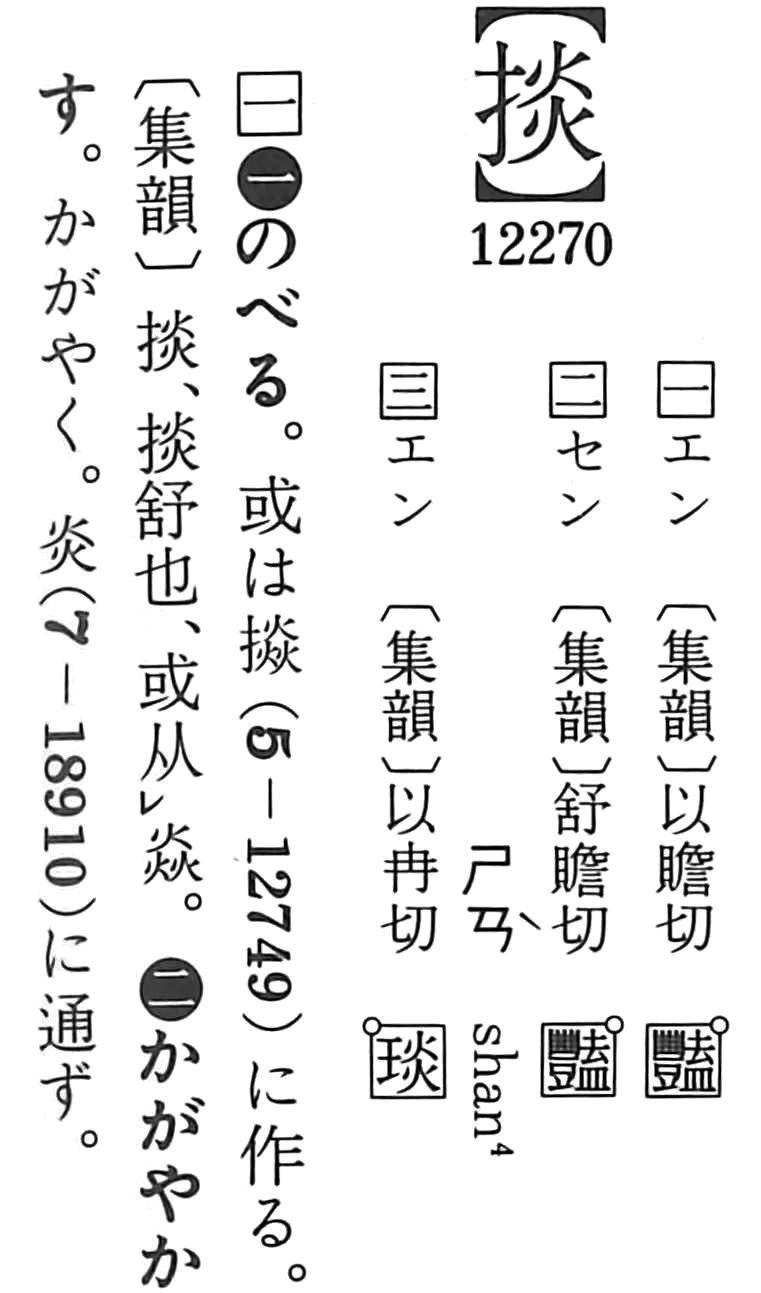 【掞】12270
一 エン 〔集韻〕以贍切 豔
二 セン 〔集韻〕舒贍切 豔
ㄕㄢˋ shan⁴
三 エン 〔集韻〕以冉切 琰
一 ❶のべる。或は㷳(5－12749)に作る。
〔集韻〕掞、掞舒也、或从㆑焱。❷かがやか
す。かがやく。炎(7－18910)に通ず。